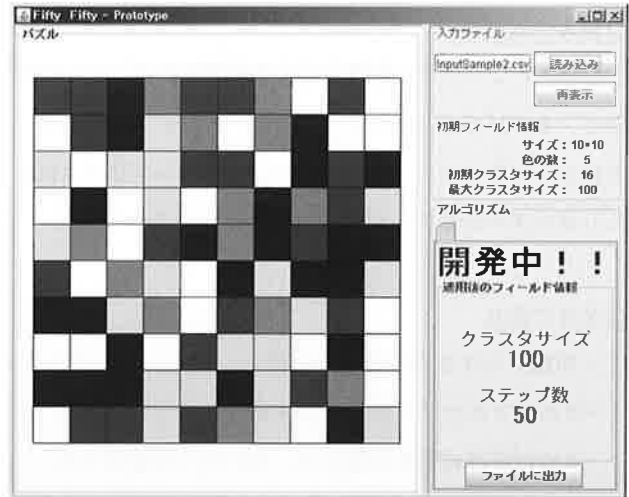 Fifty Fifty - Prototype
パズル
入力ファイル
InputSample2.csv 読み込み
再表示
初期フィールド情報
サイズ：10*10
色の数： 5
初期クラスタサイズ： 16
最大クラスタサイズ： 100
アルゴリズム
開発中！！
適用後のフィールド情報
クラスタサイズ
100
ステップ数
50
ファイルに出力